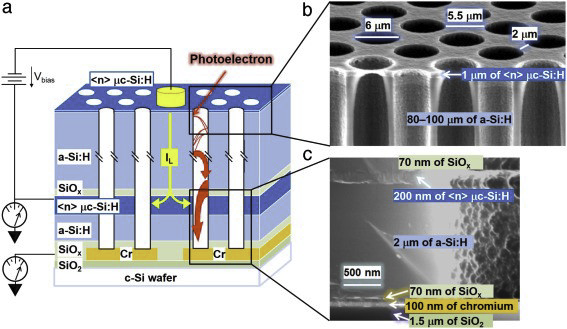 a
Photoelectron
V bias
<n> µc-Si:H
a-Si:H
I_L
SiOₓ
<n> µc-Si:H
a-Si:H
SiOₓ
Cr
Cr
SiO₂
c-Si wafer
b
6 µm
5.5 µm
2 µm
1 µm of <n> µc-Si:H
80–100 µm of a-Si:H
c
70 nm of SiOₓ
200 nm of <n> µc-Si:H
2 µm of a-Si:H
500 nm
70 nm of SiOₓ
100 nm of chromium
1.5 µm of SiO₂